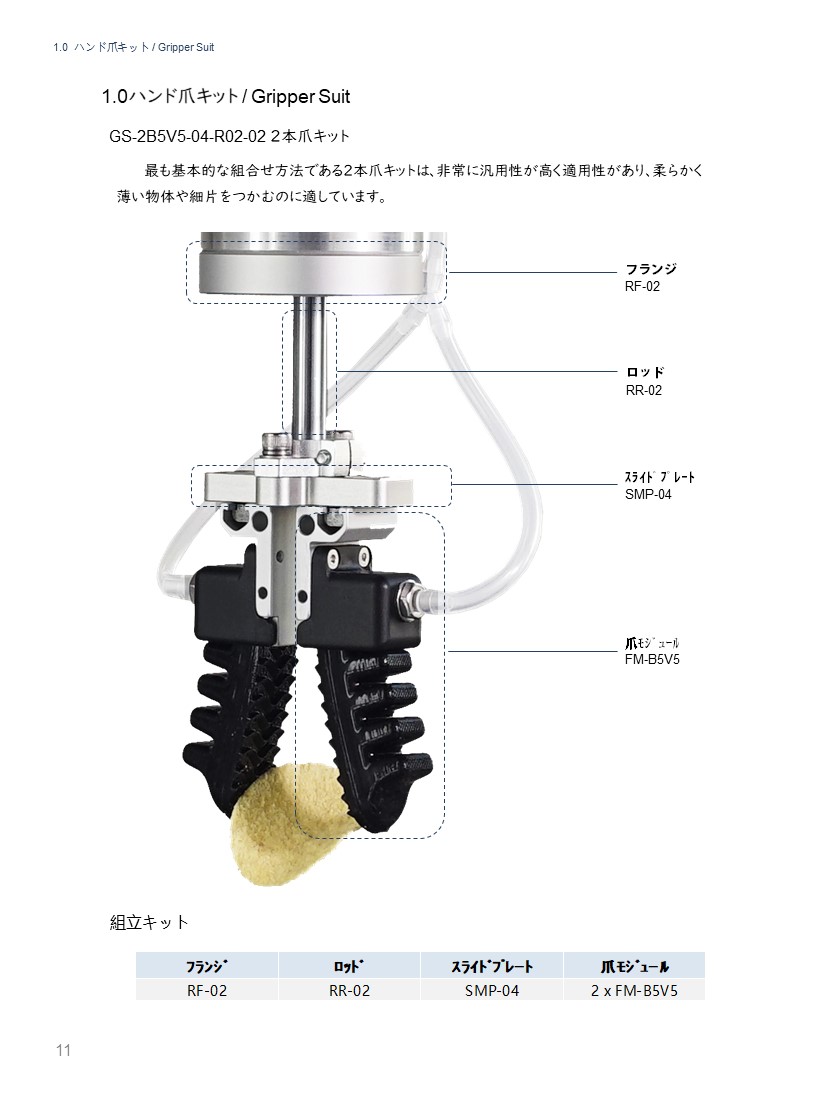 1.0 ハンド爪キット / Gripper Suit
1.0ハンド爪キット / Gripper Suit
GS-2B5V5-04-R02-02 2本爪キット
最も基本的な組合せ方法である2本爪キットは、非常に汎用性が高く適用性があり、柔らかく
薄い物体や細片をつかむのに適しています。
フランジ
RF-02
ロッド
RR-02
ｽﾗｲﾄﾞﾌﾟﾚｰﾄ
SMP-04
爪ﾓｼﾞｭｰﾙ
FM-B5V5
組立キット
ﾌﾗﾝｼﾞ ﾛｯﾄﾞ ｽﾗｲﾄﾞﾌﾟﾚｰﾄ 爪ﾓｼﾞｭｰﾙ
RF-02 RR-02 SMP-04 2 x FM-B5V5
11